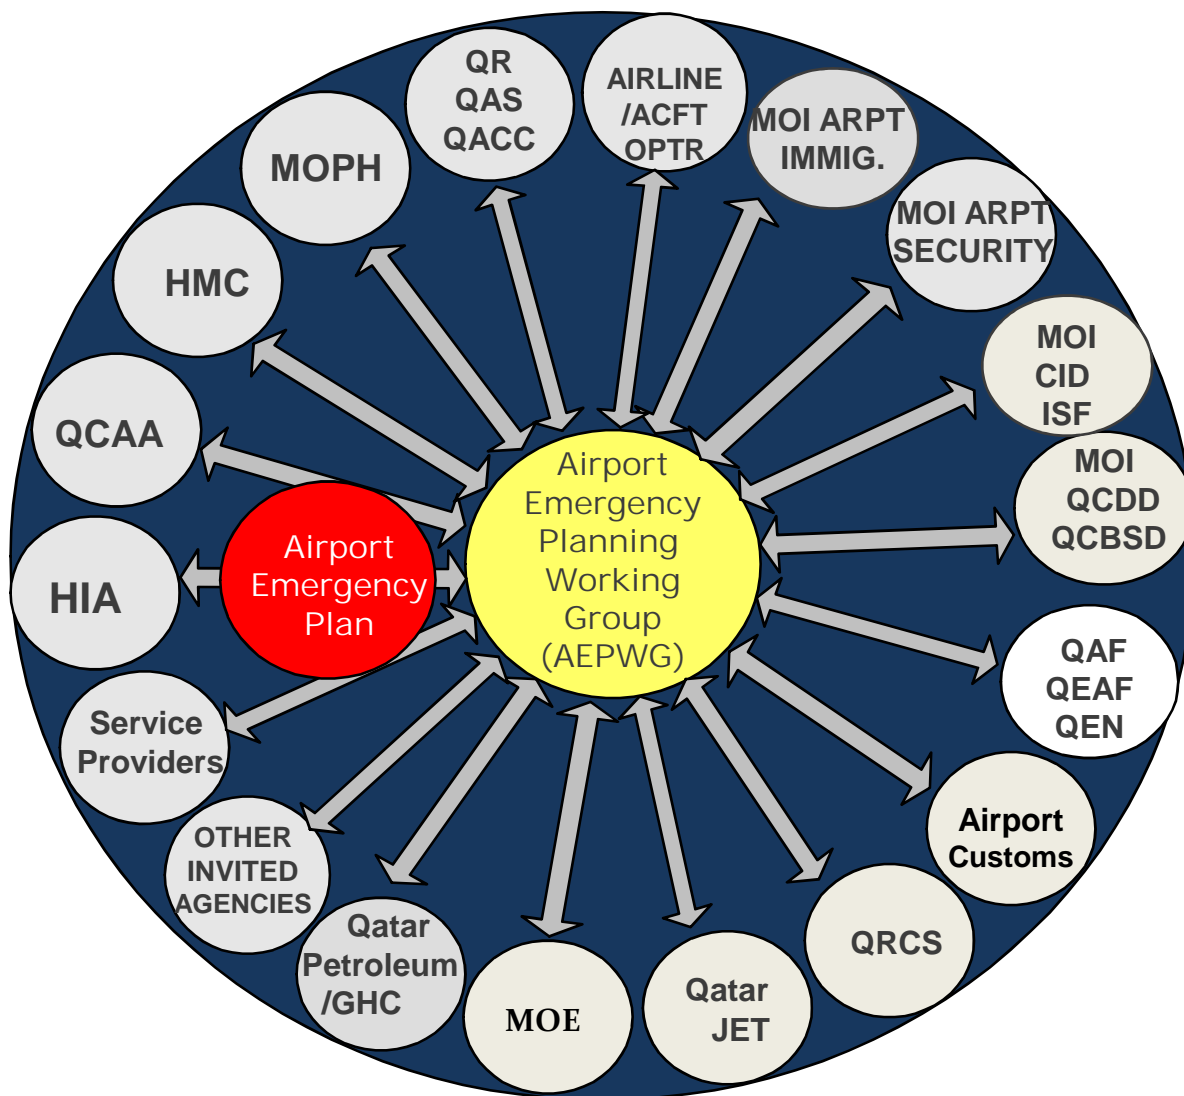 QR
QAS
QACC
AIRLINE
/ACFT
OPTR
MOI ARPT
IMMIG.
MOI ARPT
SECURITY
MOI
CID
ISF
MOI
QCDD
QCBSD
QAF
QEAF
QEN
Airport
Customs
QRCS
Qatar
JET
MOE
Qatar
Petroleum
/GHC
OTHER
INVITED
AGENCIES
Service
Providers
HIA
QCAA
HMC
MOPH
Airport
Emergency
Plan
Airport
Emergency
Planning
Working
Group
(AEPWG)